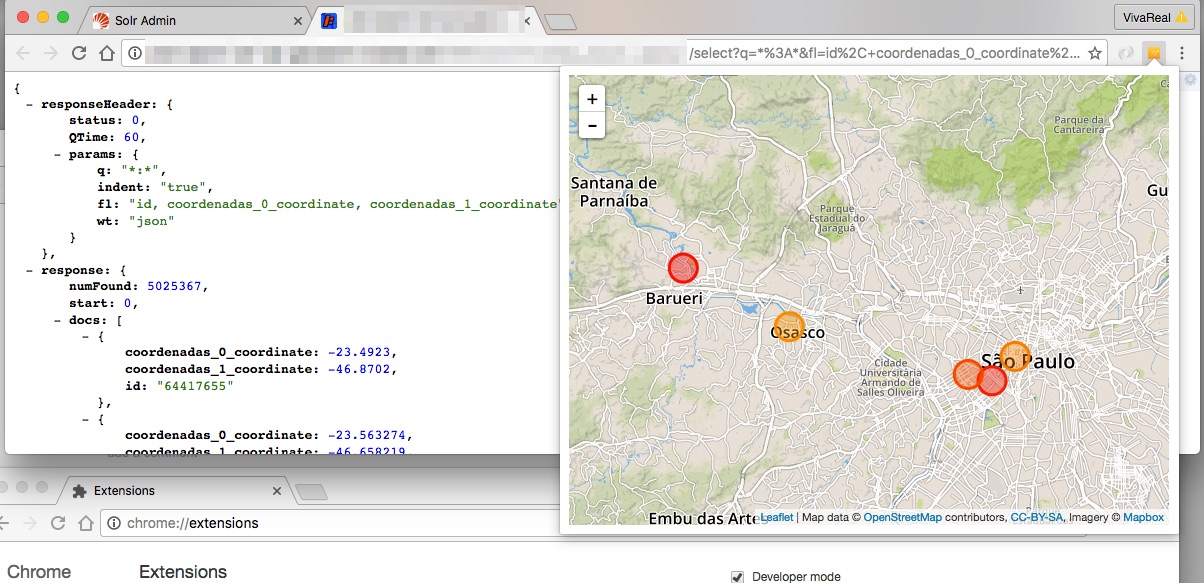 Solr Admin
VivaReal
/select?q=*%3A*&fl=id%2C+coordenadas_0_coordinate%2...
{
− responseHeader: {
status: 0,
QTime: 60,
− params: {
q: "*:*",
indent: "true",
fl: "id, coordenadas_0_coordinate, coordenadas_1_coordinate"
wt: "json"
}
},
− response: {
numFound: 5025367,
start: 0,
− docs: [
− {
coordenadas_0_coordinate: -23.4923,
coordenadas_1_coordinate: -46.8702,
id: "64417655"
},
− {
coordenadas_0_coordinate: -23.563274,
coordenadas_1_coordinate: -46.658219,
+
−
Parque da
Cantareira
Santana de
Parnaíba
Gu
Parque
Estadual do
Jaraguá
Barueri
Osasco
São Paulo
Cidade
Universitária
Armando de
Salles Oliveira
Embu das Artes
Leaflet | Map data © OpenStreetMap contributors, CC-BY-SA, Imagery © Mapbox
Extensions
chrome://extensions
Chrome
Extensions
Developer mode